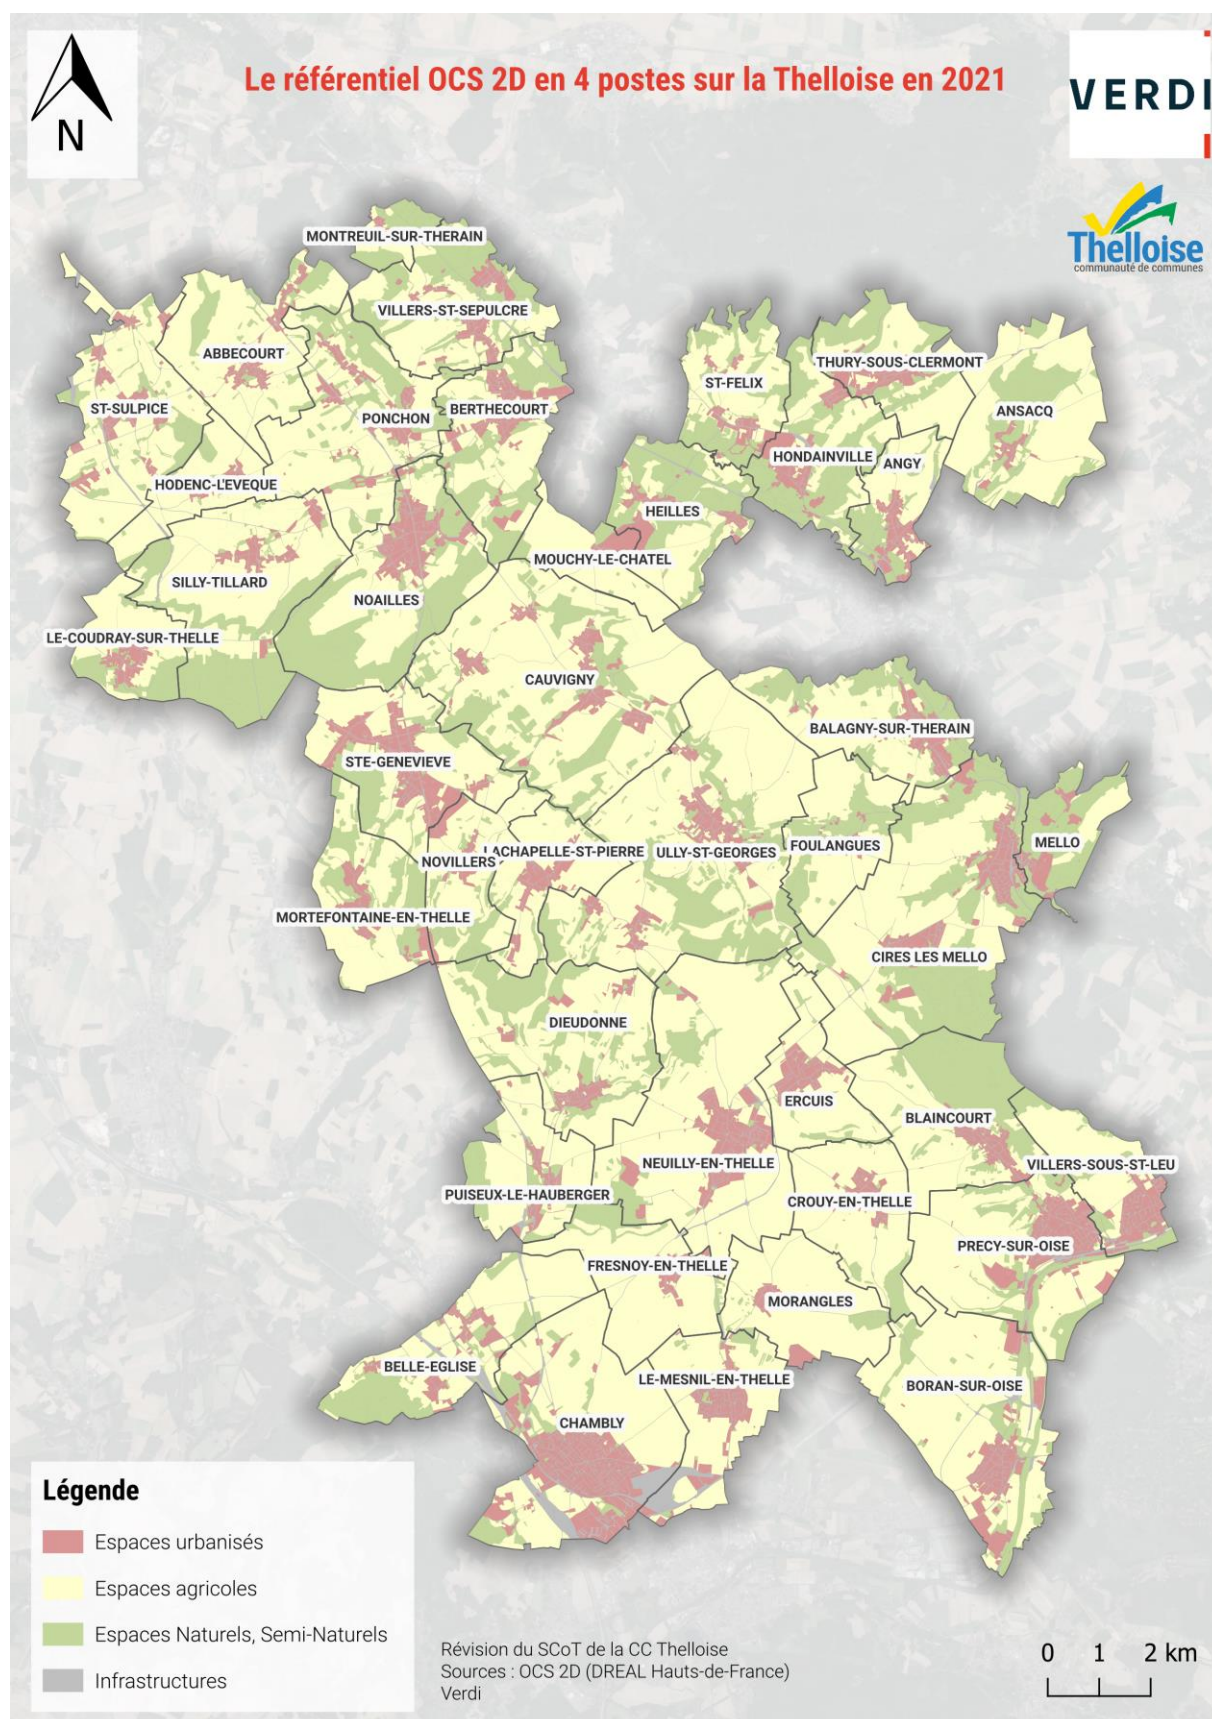 Le référentiel OCS 2D en 4 postes sur la Thelloise en 2021
N
VERDI
Thelloise
communauté de communes
MONTREUIL-SUR-THERAIN
VILLERS-ST-SEPULCRE
ABBECOURT
THURY-SOUS-CLERMONT
ST-FELIX
ST-SULPICE
PONCHON
BERTHECOURT
ANSACQ
HONDAINVILLE
ANGY
HODENC-L'EVEQUE
HEILLES
MOUCHY-LE-CHATEL
SILLY-TILLARD
NOAILLES
LE-COUDRAY-SUR-THELLE
CAUVIGNY
BALAGNY-SUR-THERAIN
STE-GENEVIEVE
MELLO
FOULANGUES
LACHAPELLE-ST-PIERRE
ULLY-ST-GEORGES
NOVILLERS
MORTEFONTAINE-EN-THELLE
CIRES LES MELLO
DIEUDONNE
ERCUIS
BLAINCOURT
NEUILLY-EN-THELLE
VILLERS-SOUS-ST-LEU
PUISEUX-LE-HAUBERGER
CROUY-EN-THELLE
PRECY-SUR-OISE
FRESNOY-EN-THELLE
MORANGLES
BELLE-EGLISE
LE-MESNIL-EN-THELLE
BORAN-SUR-OISE
CHAMBLY
Légende
Espaces urbanisés
Espaces agricoles
Espaces Naturels, Semi-Naturels
Infrastructures
Révision du SCoT de la CC Thelloise
Sources : OCS 2D (DREAL Hauts-de-France)
Verdi
0 1 2 km